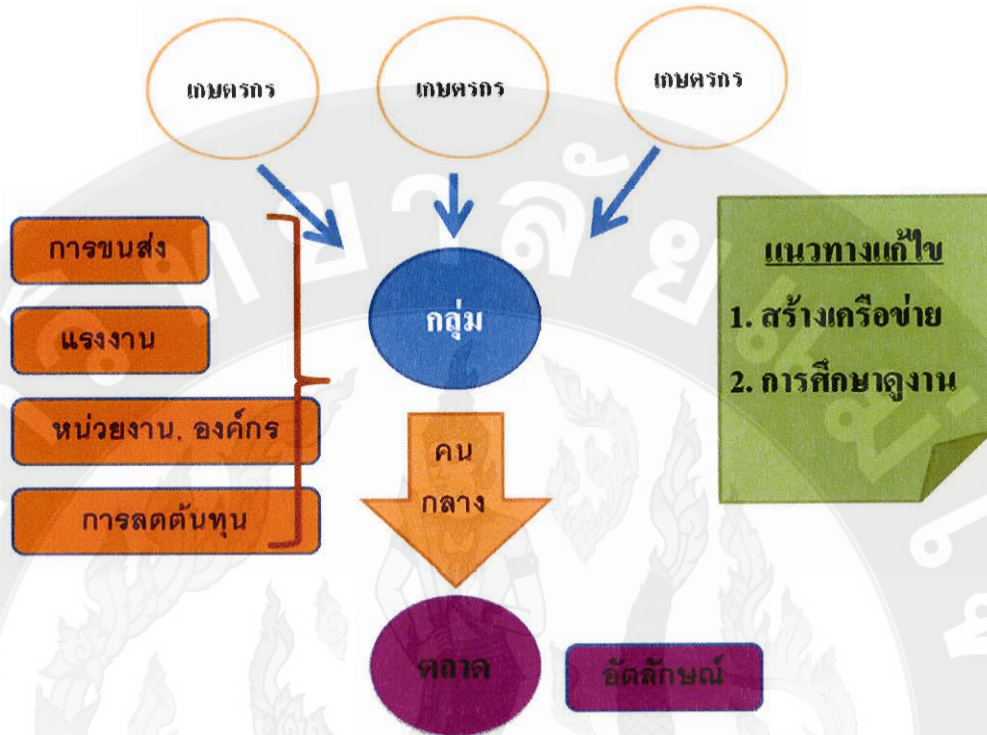 เกษตรกร
เกษตรกร
เกษตรกร
การขนส่ง
แรงงาน
หน่วยงาน, องค์กร
การลดต้นทุน
กลุ่ม
คน
กลาง
ตลาด
อัตลักษณ์
แนวทางแก้ไข
1. สร้างเครือข่าย
2. การศึกษาดูงาน